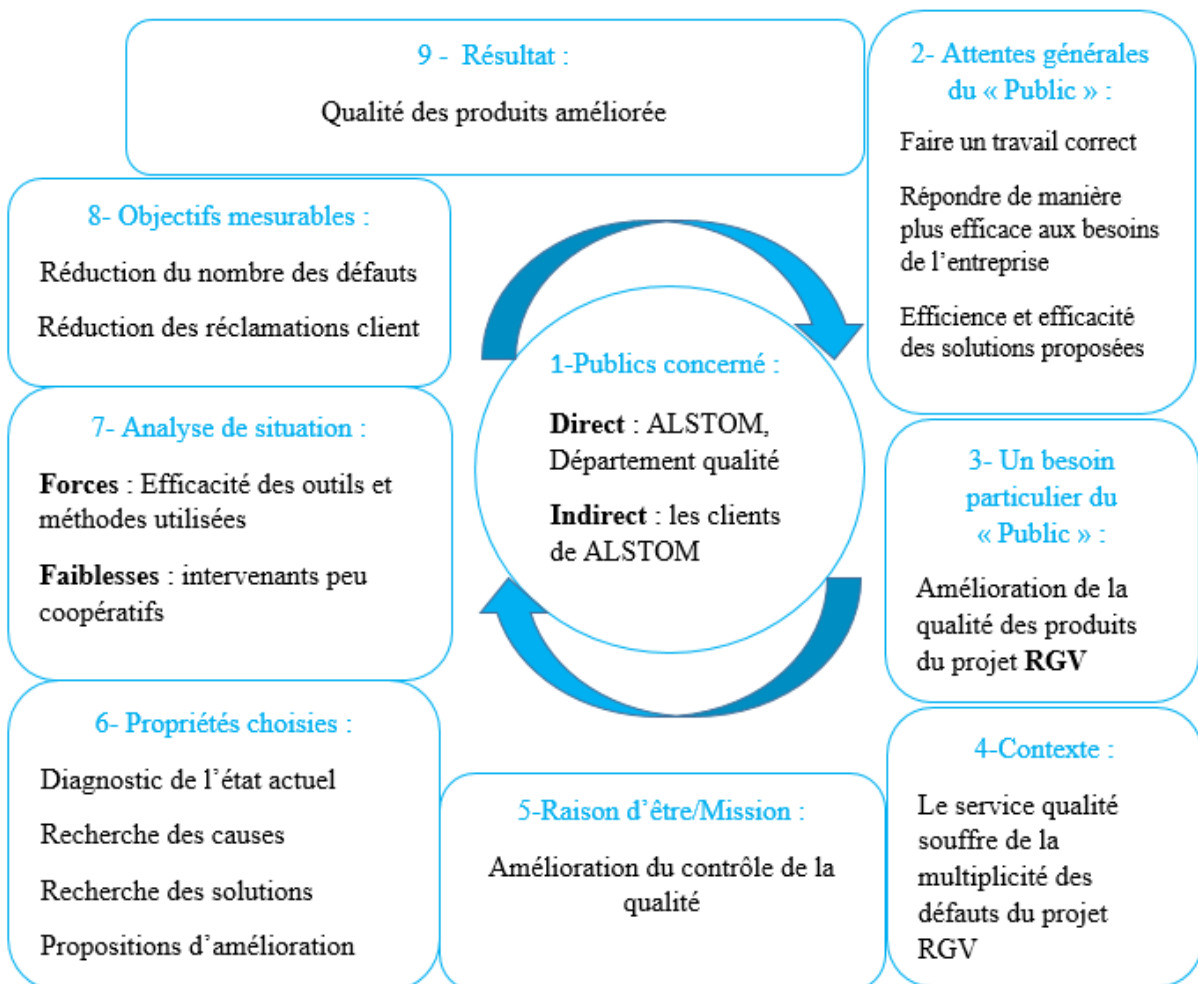 9 - Résultat :
Qualité des produits améliorée
2- Attentes générales
du « Public » :
Faire un travail correct
Répondre de manière
plus efficace aux besoins
de l’entreprise
Efficience et efficacité
des solutions proposées
8- Objectifs mesurables :
Réduction du nombre des défauts
Réduction des réclamations client
1-Publics concerné :
Direct : ALSTOM,
Département qualité
Indirect : les clients
de ALSTOM
7- Analyse de situation :
Forces : Efficacité des outils et
méthodes utilisées
Faiblesses : intervenants peu
coopératifs
3- Un besoin
particulier du
« Public » :
Amélioration de la
qualité des produits
du projet RGV
6- Propriétés choisies :
Diagnostic de l’état actuel
Recherche des causes
Recherche des solutions
Propositions d’amélioration
5-Raison d’être/Mission :
Amélioration du contrôle de la
qualité
4-Contexte :
Le service qualité
souffre de la
multiplicité des
défauts du projet
RGV